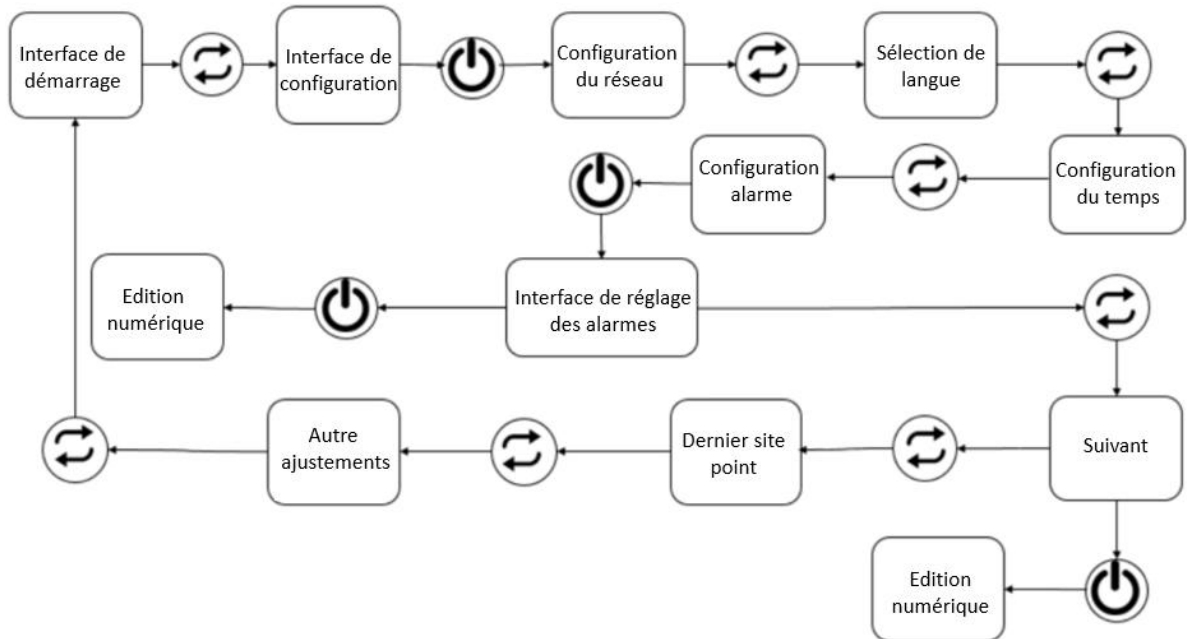 Interface de
démarrage
Interface de
configuration
Configuration
du réseau
Sélection de
langue
Configuration
du temps
Configuration
alarme
Interface de réglage
des alarmes
Edition
numérique
Suivant
Dernier site
point
Autre
ajustements
Edition
numérique